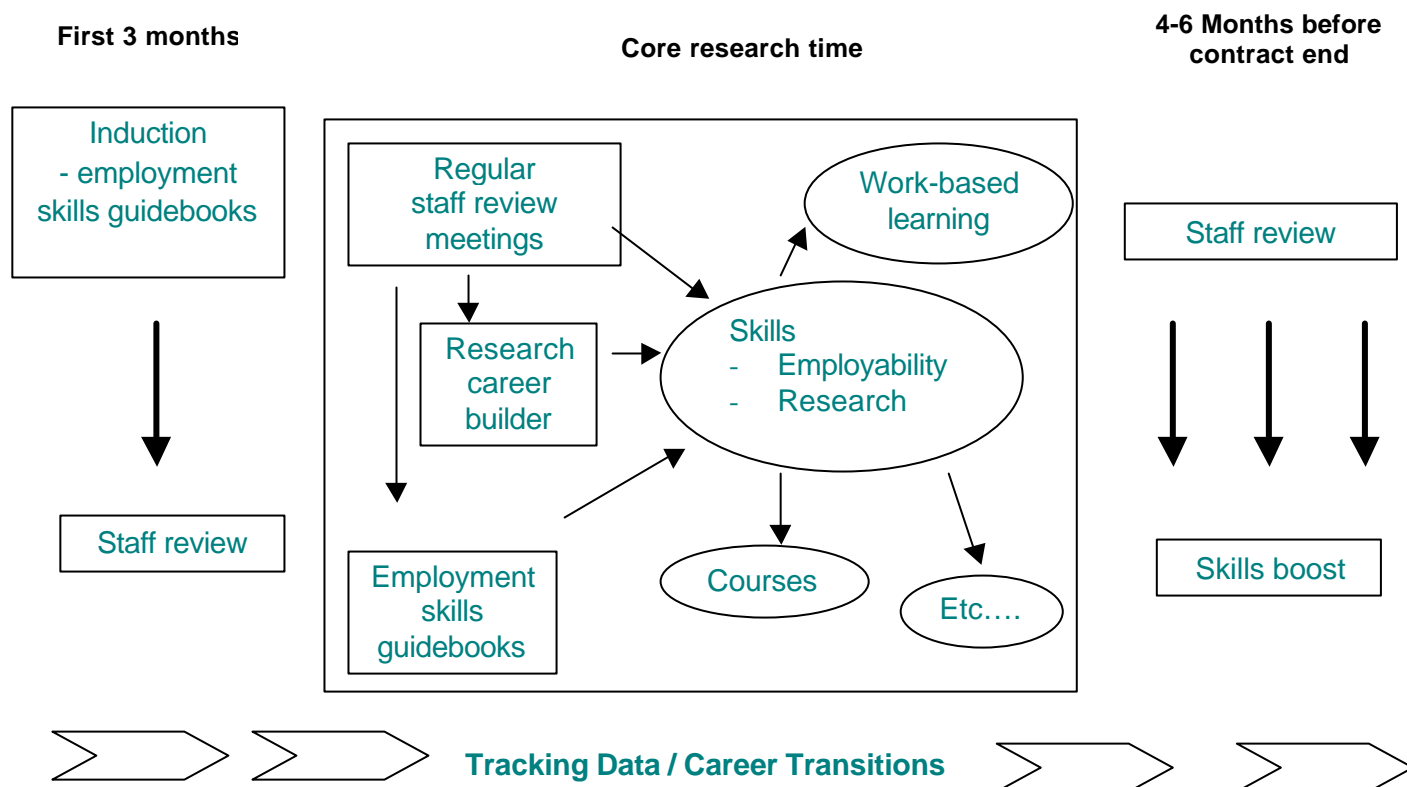 First 3 months
Core research time
4-6 Months before
contract end
Induction
- employment
skills guidebooks
Staff review
Regular
staff review
meetings
Research
career
builder
Employment
skills
guidebooks
Work-based
learning
Skills
- Employability
- Research
Courses
Etc….
Staff review
Skills boost
Tracking Data / Career Transitions